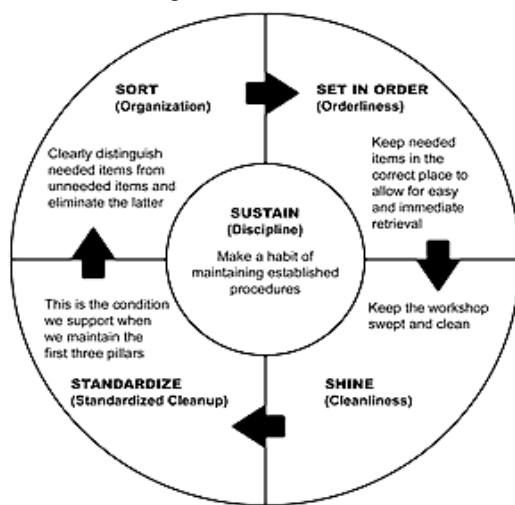 SORT
(Organization)
Clearly distinguish
needed items from
unneeded items and
eliminate the latter
SET IN ORDER
(Orderliness)
Keep needed
items in the
correct place to
allow for easy
and immediate
retrieval
SUSTAIN
(Discipline)
Make a habit of
maintaining established
procedures
This is the condition
we support when
we maintain the
first three pillars
STANDARDIZE
(Standardized Cleanup)
Keep the workshop
swept and clean
SHINE
(Cleanliness)